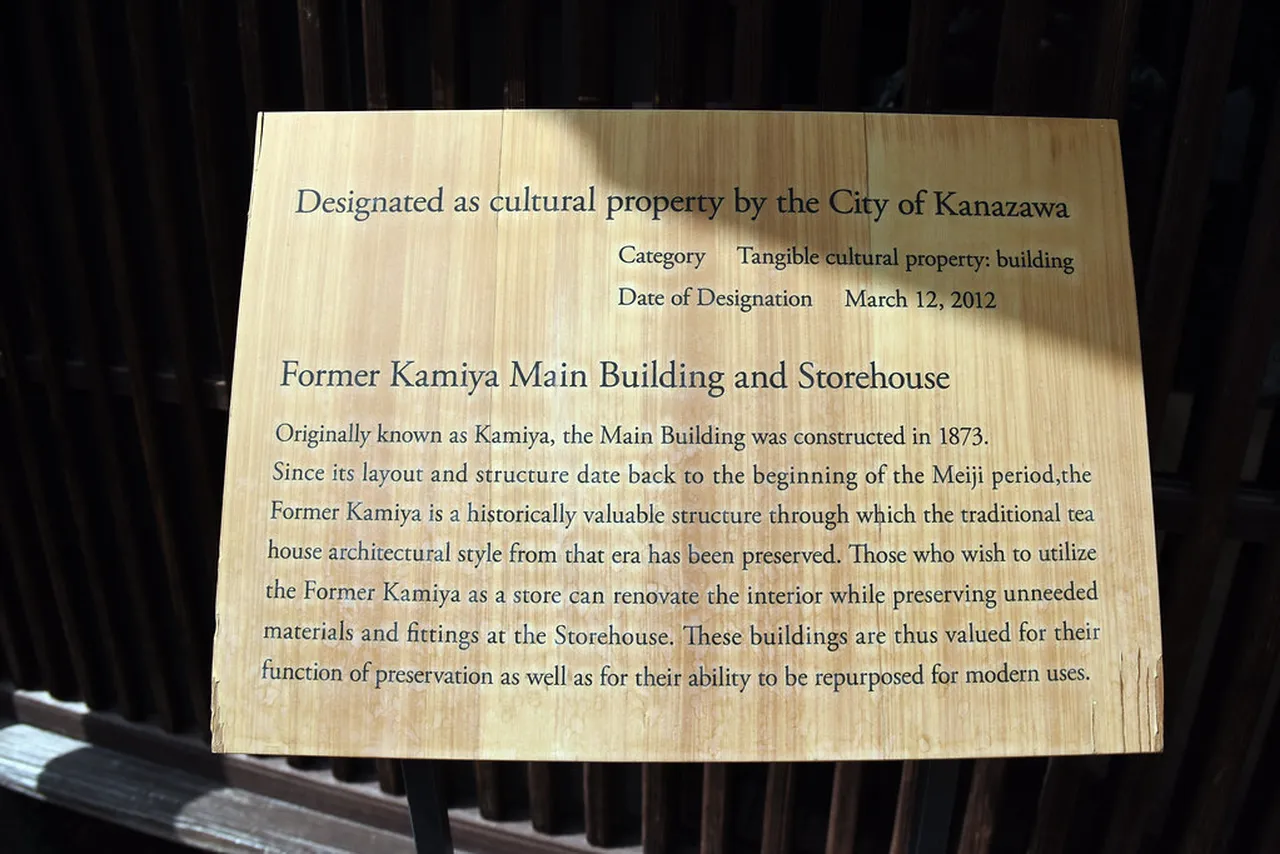 Designated as cultural property by the City of Kanazawa
Category Tangible cultural property: building
Date of Designation March 12, 2012
Former Kamiya Main Building and Storehouse
Originally known as Kamiya, the Main Building was constructed in 1873.
Since its layout and structure date back to the beginning of the Meiji period,the
Former Kamiya is a historically valuable structure through which the traditional tea
house architectural style from that era has been preserved. Those who wish to utilize
the Former Kamiya as a store can renovate the interior while preserving unneeded
materials and fittings at the Storehouse. These buildings are thus valued for their
function of preservation as well as for their ability to be repurposed for modern uses.